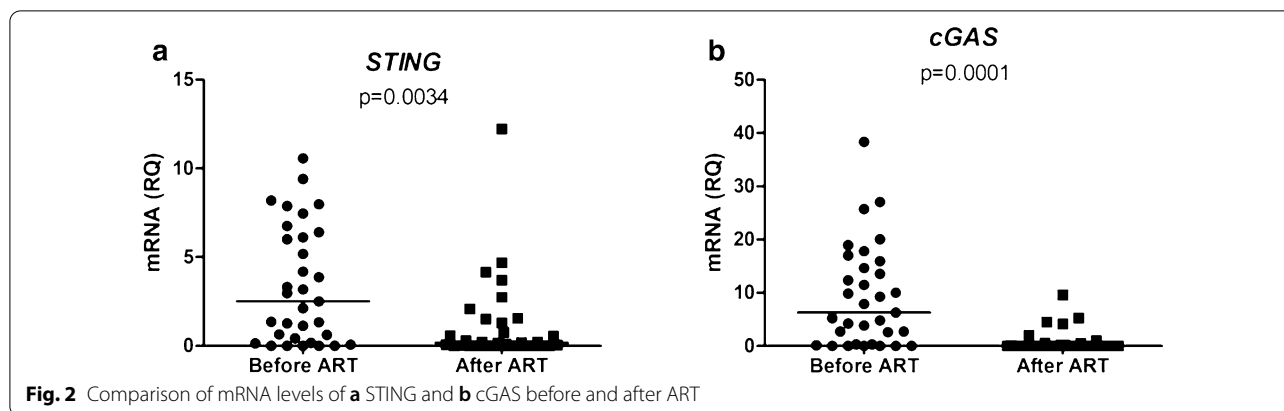 a
STING
p=0.0034
mRNA (RQ)
15
10
5
0
Before ART After ART
b
cGAS
p=0.0001
mRNA (RQ)
50
40
30
20
10
0
Before ART After ART
Fig. 2 Comparison of mRNA levels of a STING and b cGAS before and after ART